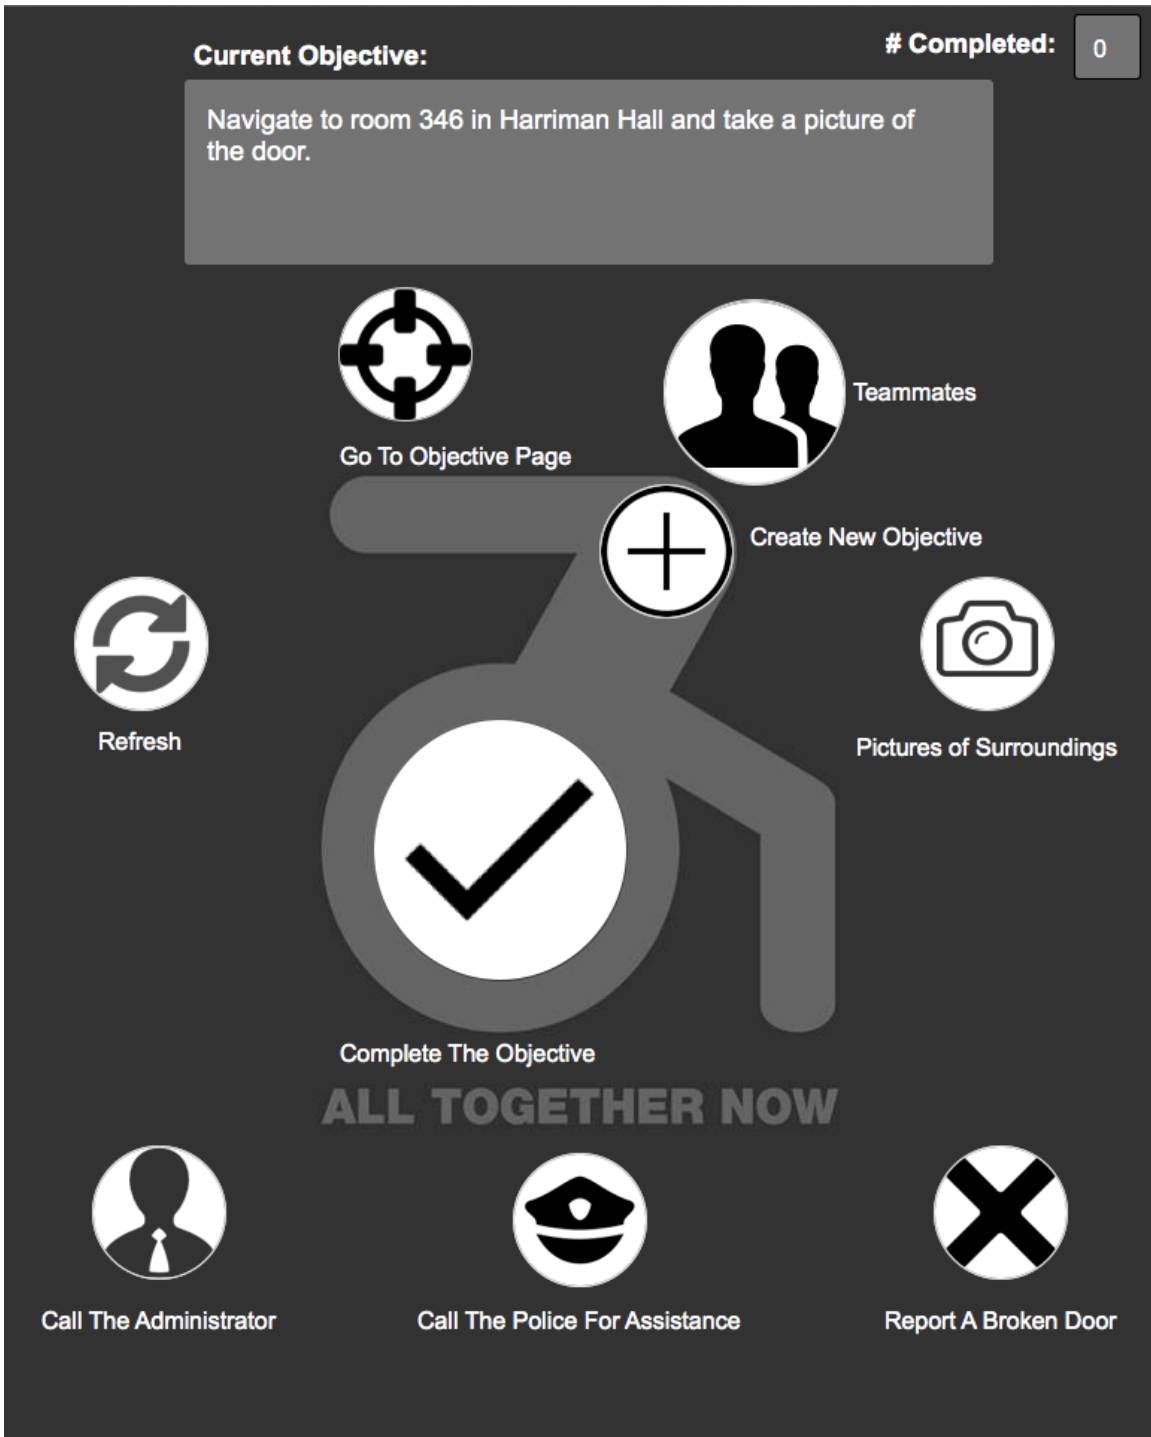 Current Objective:
# Completed:
0
Navigate to room 346 in Harriman Hall and take a picture of
the door.
Teammates
Go To Objective Page
Create New Objective
Refresh
Pictures of Surroundings
Complete The Objective
ALL TOGETHER NOW
Call The Administrator
Call The Police For Assistance
Report A Broken Door